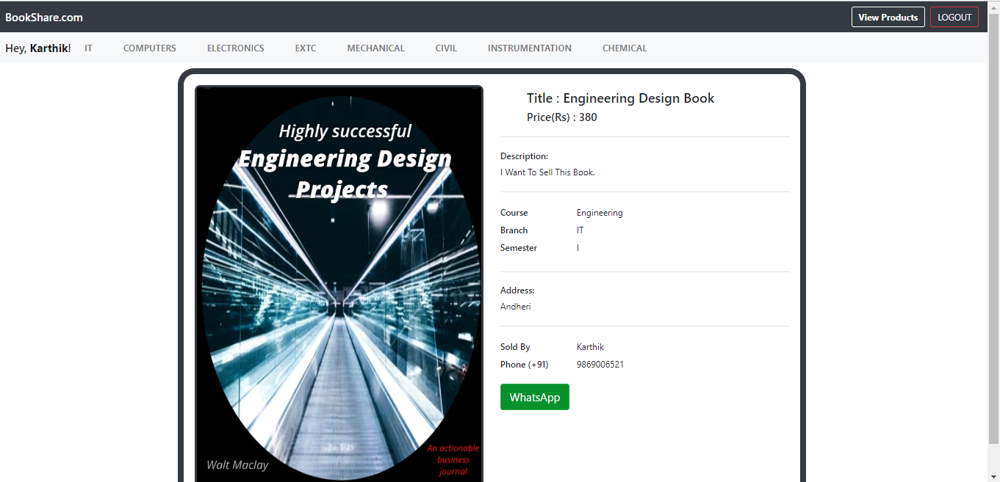 BookShare.com
View Products
LOGOUT
Hey, Karthik!
IT
COMPUTERS
ELECTRONICS
EXTC
MECHANICAL
CIVIL
INSTRUMENTATION
CHEMICAL
Highly successful
Engineering Design
Projects
Walt Maclay
An actionable
business
journal
Title : Engineering Design Book
Price(Rs) : 380
Description:
I Want To Sell This Book.
Course Engineering
Branch IT
Semester I
Address:
Andheri
Sold By Karthik
Phone (+91) 9869006521
WhatsApp